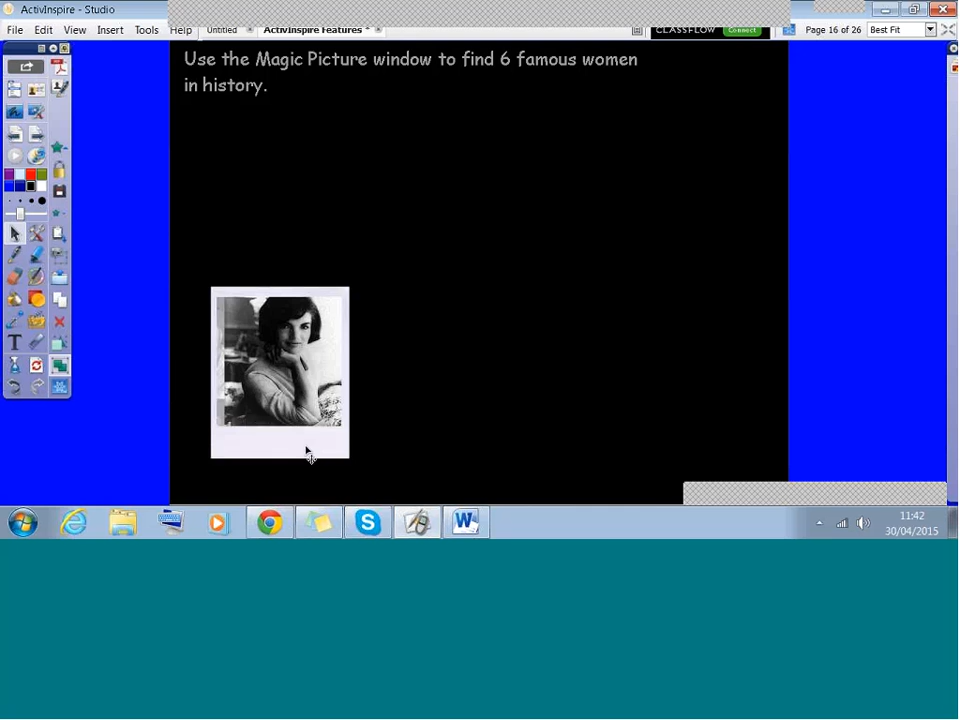 ActivInspire - Studio
File Edit View Insert Tools Help Untitled ActivInspire Features * CLASSFLOW Connect Page 16 of 26 Best Fit
Use the Magic Picture window to find 6 famous women
in history.
11:42
30/04/2015